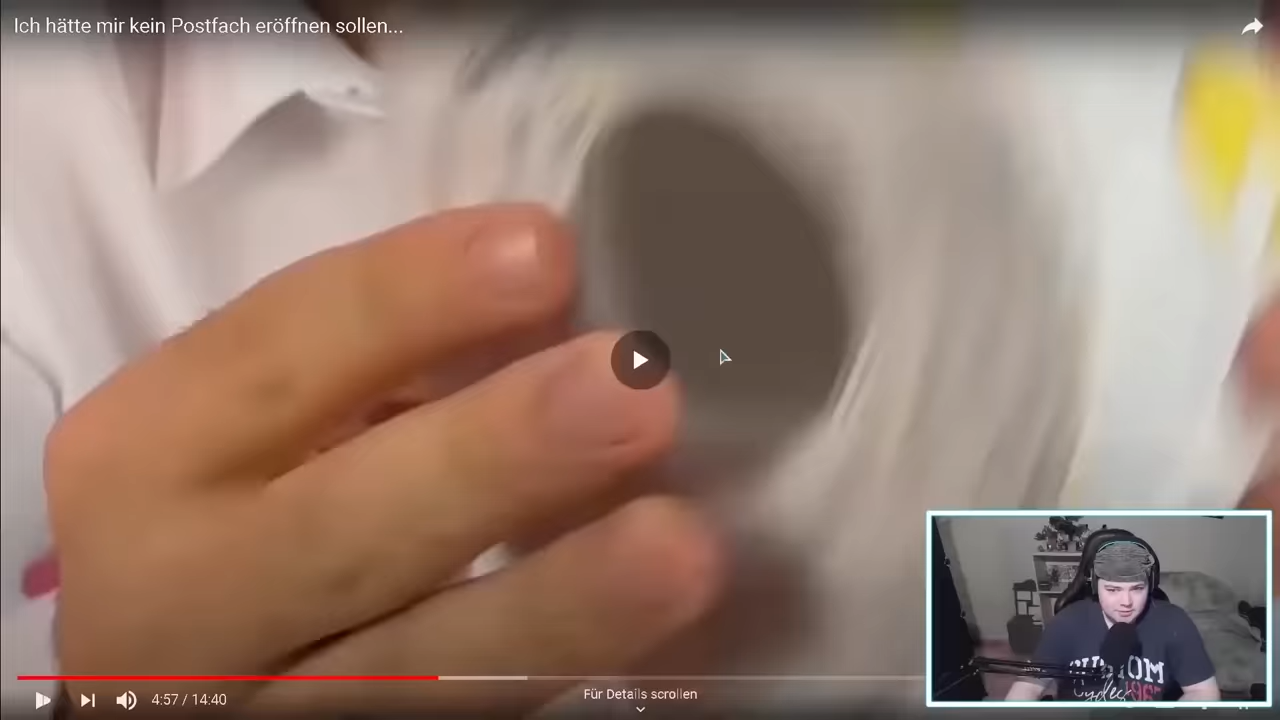 Ich hätte mir kein Postfach eröffnen sollen...
4:57 / 14:40
Für Details scrollen